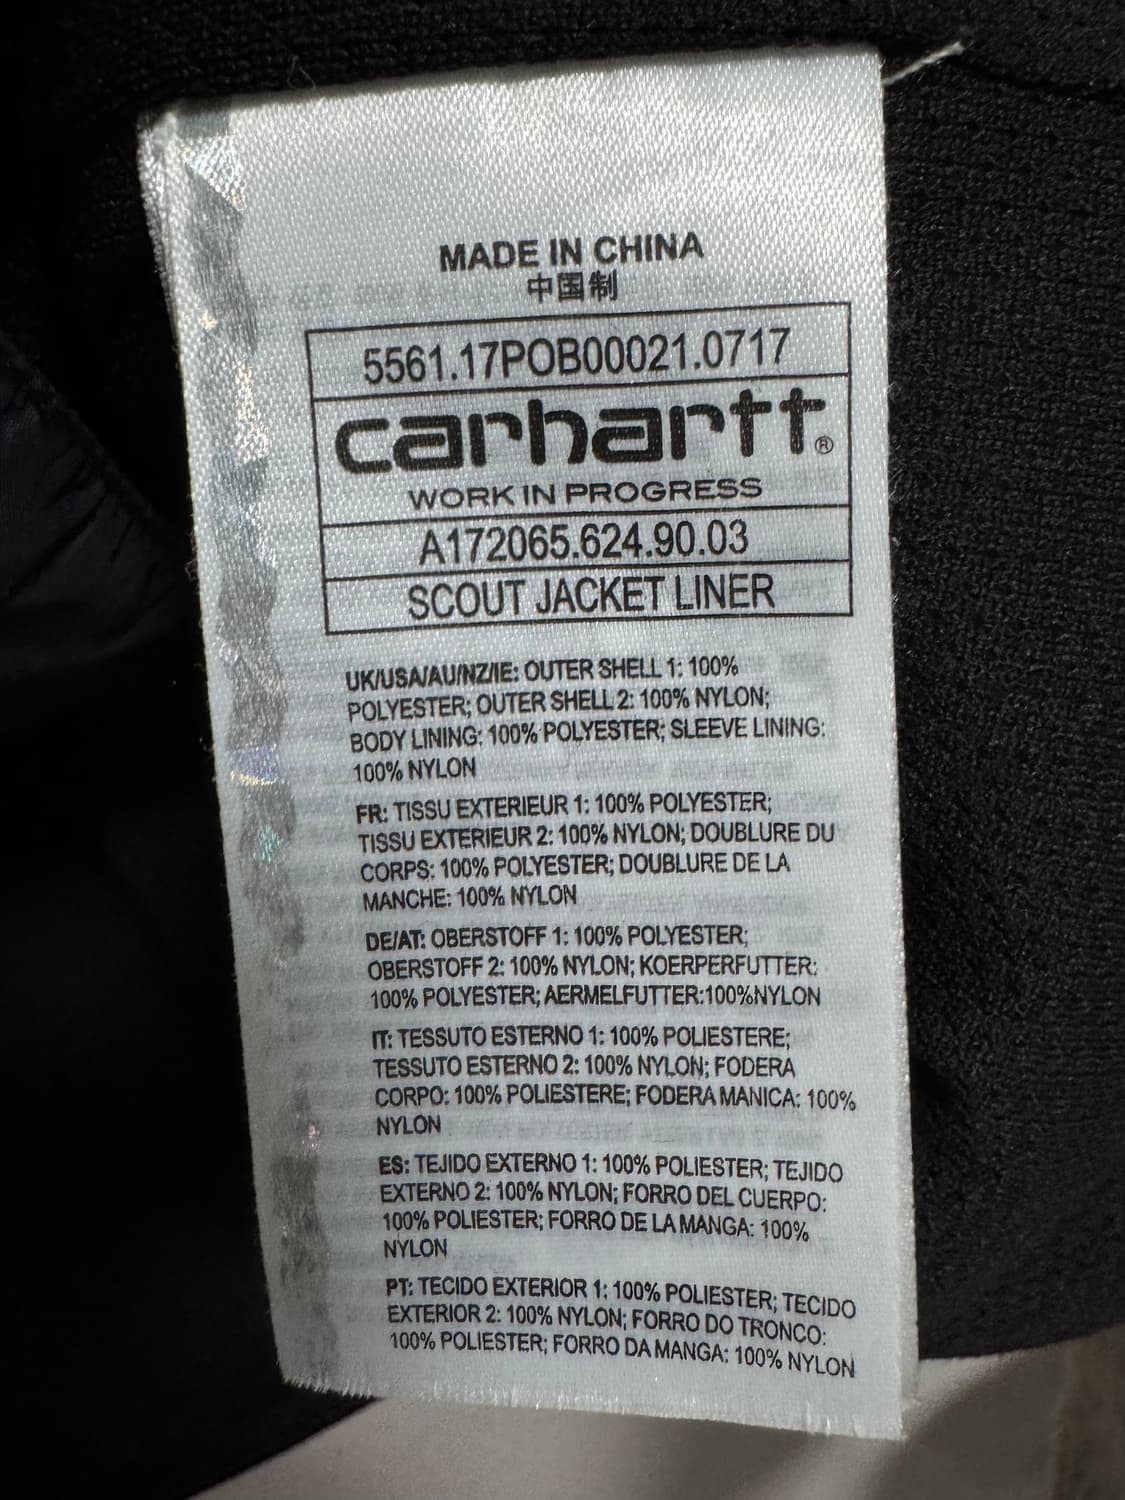 MADE IN CHINA
中国制
5561.17POB00021.0717
carhartt®
WORK IN PROGRESS
A172065.624.90.03
SCOUT JACKET LINER
UK/USA/AU/NZ/IE: OUTER SHELL 1: 100%
POLYESTER; OUTER SHELL 2: 100% NYLON;
BODY LINING: 100% POLYESTER; SLEEVE LINING:
100% NYLON
FR: TISSU EXTERIEUR 1: 100% POLYESTER;
TISSU EXTERIEUR 2: 100% NYLON; DOUBLURE DU
CORPS: 100% POLYESTER; DOUBLURE DE LA
MANCHE: 100% NYLON
DE/AT: OBERSTOFF 1: 100% POLYESTER;
OBERSTOFF 2: 100% NYLON; KOERPERFUTTER:
100% POLYESTER; AERMELFUTTER:100%NYLON
IT: TESSUTO ESTERNO 1: 100% POLIESTERE;
TESSUTO ESTERNO 2: 100% NYLON; FODERA
CORPO: 100% POLIESTERE; FODERA MANICA: 100%
NYLON
ES: TEJIDO EXTERNO 1: 100% POLIESTER; TEJIDO
EXTERNO 2: 100% NYLON; FORRO DEL CUERPO:
100% POLIESTER; FORRO DE LA MANGA: 100%
NYLON
PT: TECIDO EXTERIOR 1: 100% POLIESTER; TECIDO
EXTERIOR 2: 100% NYLON; FORRO DO TRONCO:
100% POLIESTER; FORRO DA MANGA: 100% NYLON